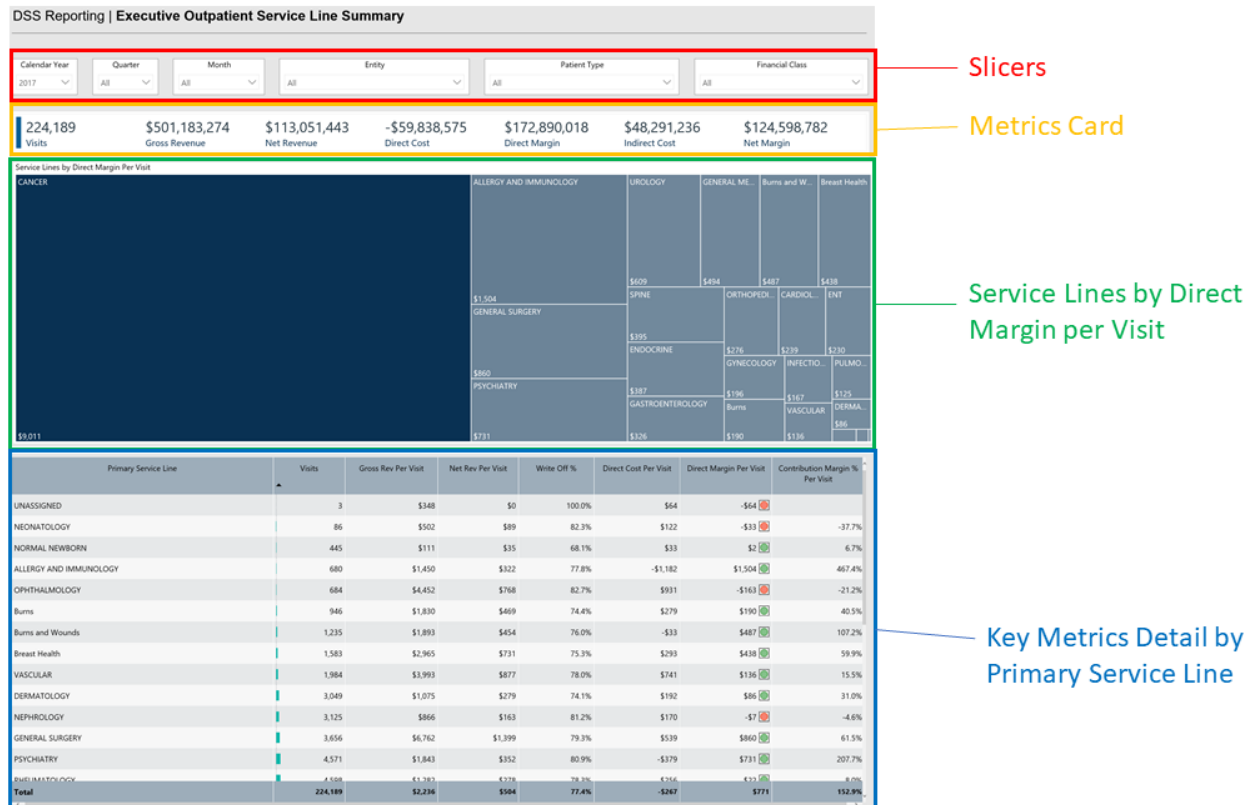 DSS Reporting | Executive Outpatient Service Line Summary
Calendar Year Quarter Month Entity Patient Type Financial Class
2017 All All All All All
Slicers
224,189 $501,183,274 $113,051,443 -$59,838,575 $172,890,018 $48,291,236 $124,598,782
Visits Gross Revenue Net Revenue Direct Cost Direct Margin Indirect Cost Net Margin
Metrics Card
Service Lines by Direct Margin Per Visit
CANCER
$9,011
ALLERGY AND IMMUNOLOGY
$1,504
GENERAL SURGERY
$860
PSYCHIATRY
$731
UROLOGY
$609
GENERAL ME...
$494
Burns and W...
$487
Breast Health
$438
SPINE
$395
ENDOCRINE
$387
GASTROENTEROLOGY
$326
ORTHOPEDI...
$276
CARDIOL...
$239
ENT
$230
GYNECOLOGY
$196
INFECTIO...
$167
PULMO...
$125
Burns
$190
VASCULAR
$136
DERMA...
$86
Service Lines by Direct
Margin per Visit
Primary Service Line Visits Gross Rev Per Visit Net Rev Per Visit Write Off % Direct Cost Per Visit Direct Margin Per Visit Contribution Margin %
Per Visit
UNASSIGNED 3 $348 $0 100.0% $64 -$64
NEONATOLOGY 86 $502 $89 82.3% $122 -$33 -37.7%
NORMAL NEWBORN 445 $111 $35 68.1% $33 $2 6.7%
ALLERGY AND IMMUNOLOGY 680 $1,450 $322 77.8% -$1,182 $1,504 467.4%
OPHTHALMOLOGY 684 $4,452 $768 82.7% $931 -$163 -21.2%
Burns 946 $1,830 $469 74.4% $279 $190 40.5%
Burns and Wounds 1,235 $1,893 $454 76.0% -$33 $487 107.2%
Breast Health 1,583 $2,965 $731 75.3% $293 $438 59.9%
VASCULAR 1,984 $3,993 $877 78.0% $741 $136 15.5%
DERMATOLOGY 3,049 $1,075 $279 74.1% $192 $86 31.0%
NEPHROLOGY 3,125 $866 $163 81.2% $170 -$7 -4.6%
GENERAL SURGERY 3,656 $6,762 $1,399 79.3% $539 $860 61.5%
PSYCHIATRY 4,571 $1,843 $352 80.9% -$379 $731 207.7%
RHEUMATOLOGY 4,598 $1,282 $278 78.3% $256 $22 8.0%
Total 224,189 $2,236 $504 77.4% -$267 $771 152.9%
Key Metrics Detail by
Primary Service Line